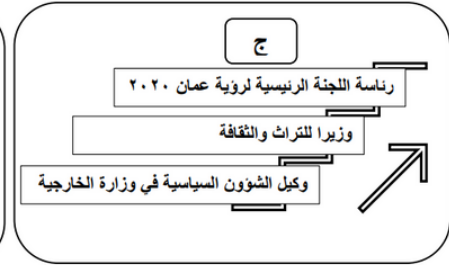 ج
رئاسة اللجنة الرئيسية لرؤية عمان ٢٠٢٠
وزيرا للتراث والثقافة
وكيل الشؤون السياسية في وزارة الخارجية